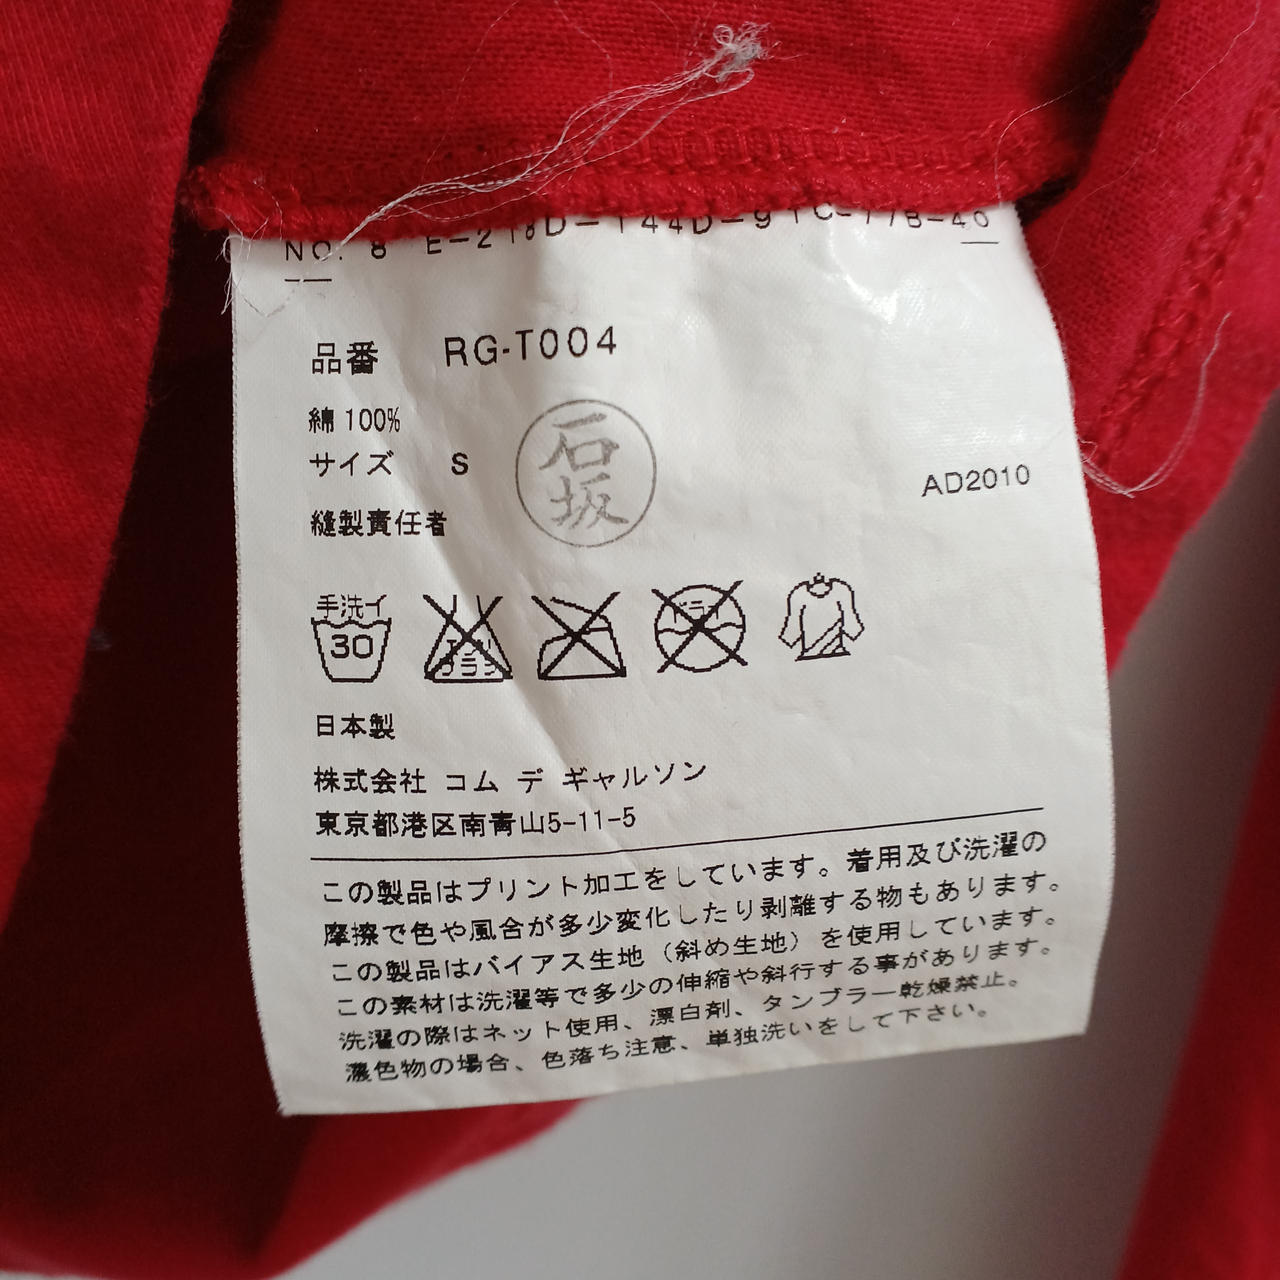 品番 RG-T004
綿 100%
サイズ S
石坂
AD2010
縫製責任者
手洗イ
30
ドライ
日本製
株式会社 コム デ ギャルソン
東京都港区南青山5-11-5
この製品はプリント加工をしています。着用及び洗濯の
摩擦で色や風合が多少変化したり剥離する物もあります。
この製品はバイアス生地（斜め生地）を使用しています。
この素材は洗濯等で多少の伸縮や斜行する事があります。
洗濯の際はネット使用、漂白剤、タンブラー乾燥禁止。
濃色物の場合、色落ち注意、単独洗いをして下さい。